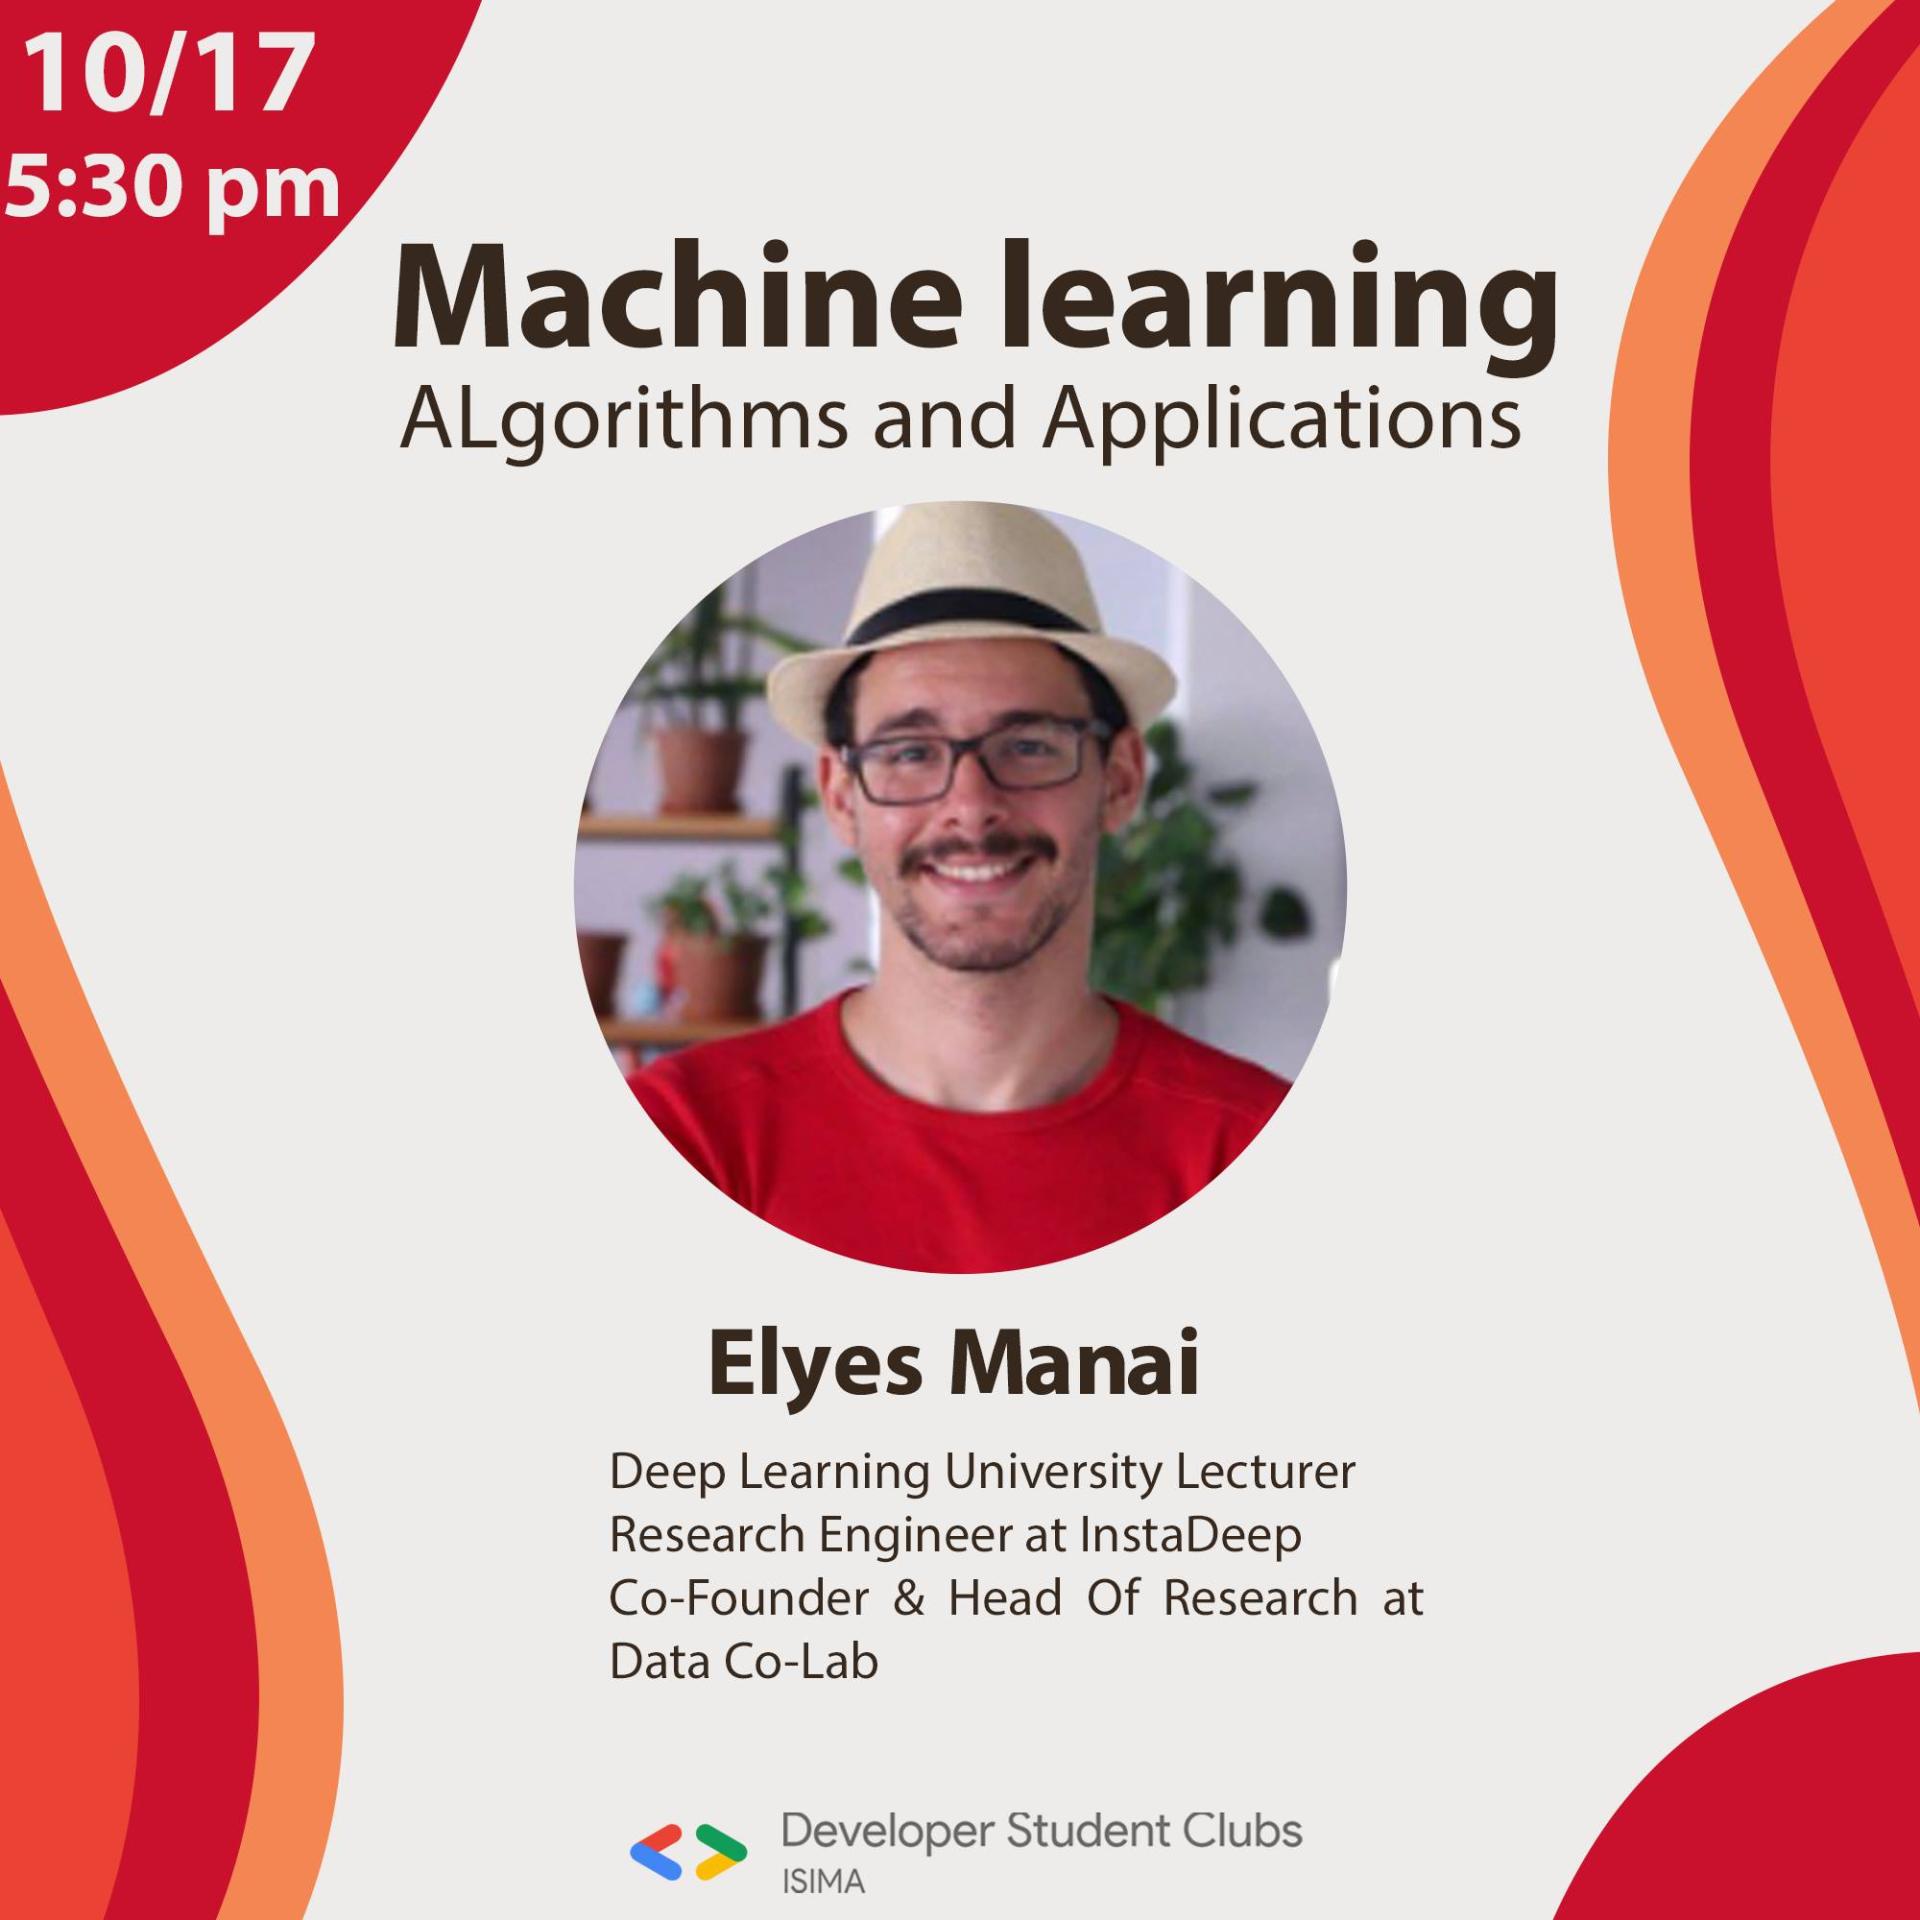 10/17
5:30 pm
Machine learning
ALgorithms and Applications
Elyes Manai
Deep Learning University Lecturer
Research Engineer at InstaDeep
Co-Founder & Head Of Research at
Data Co-Lab
Developer Student Clubs
ISIMA